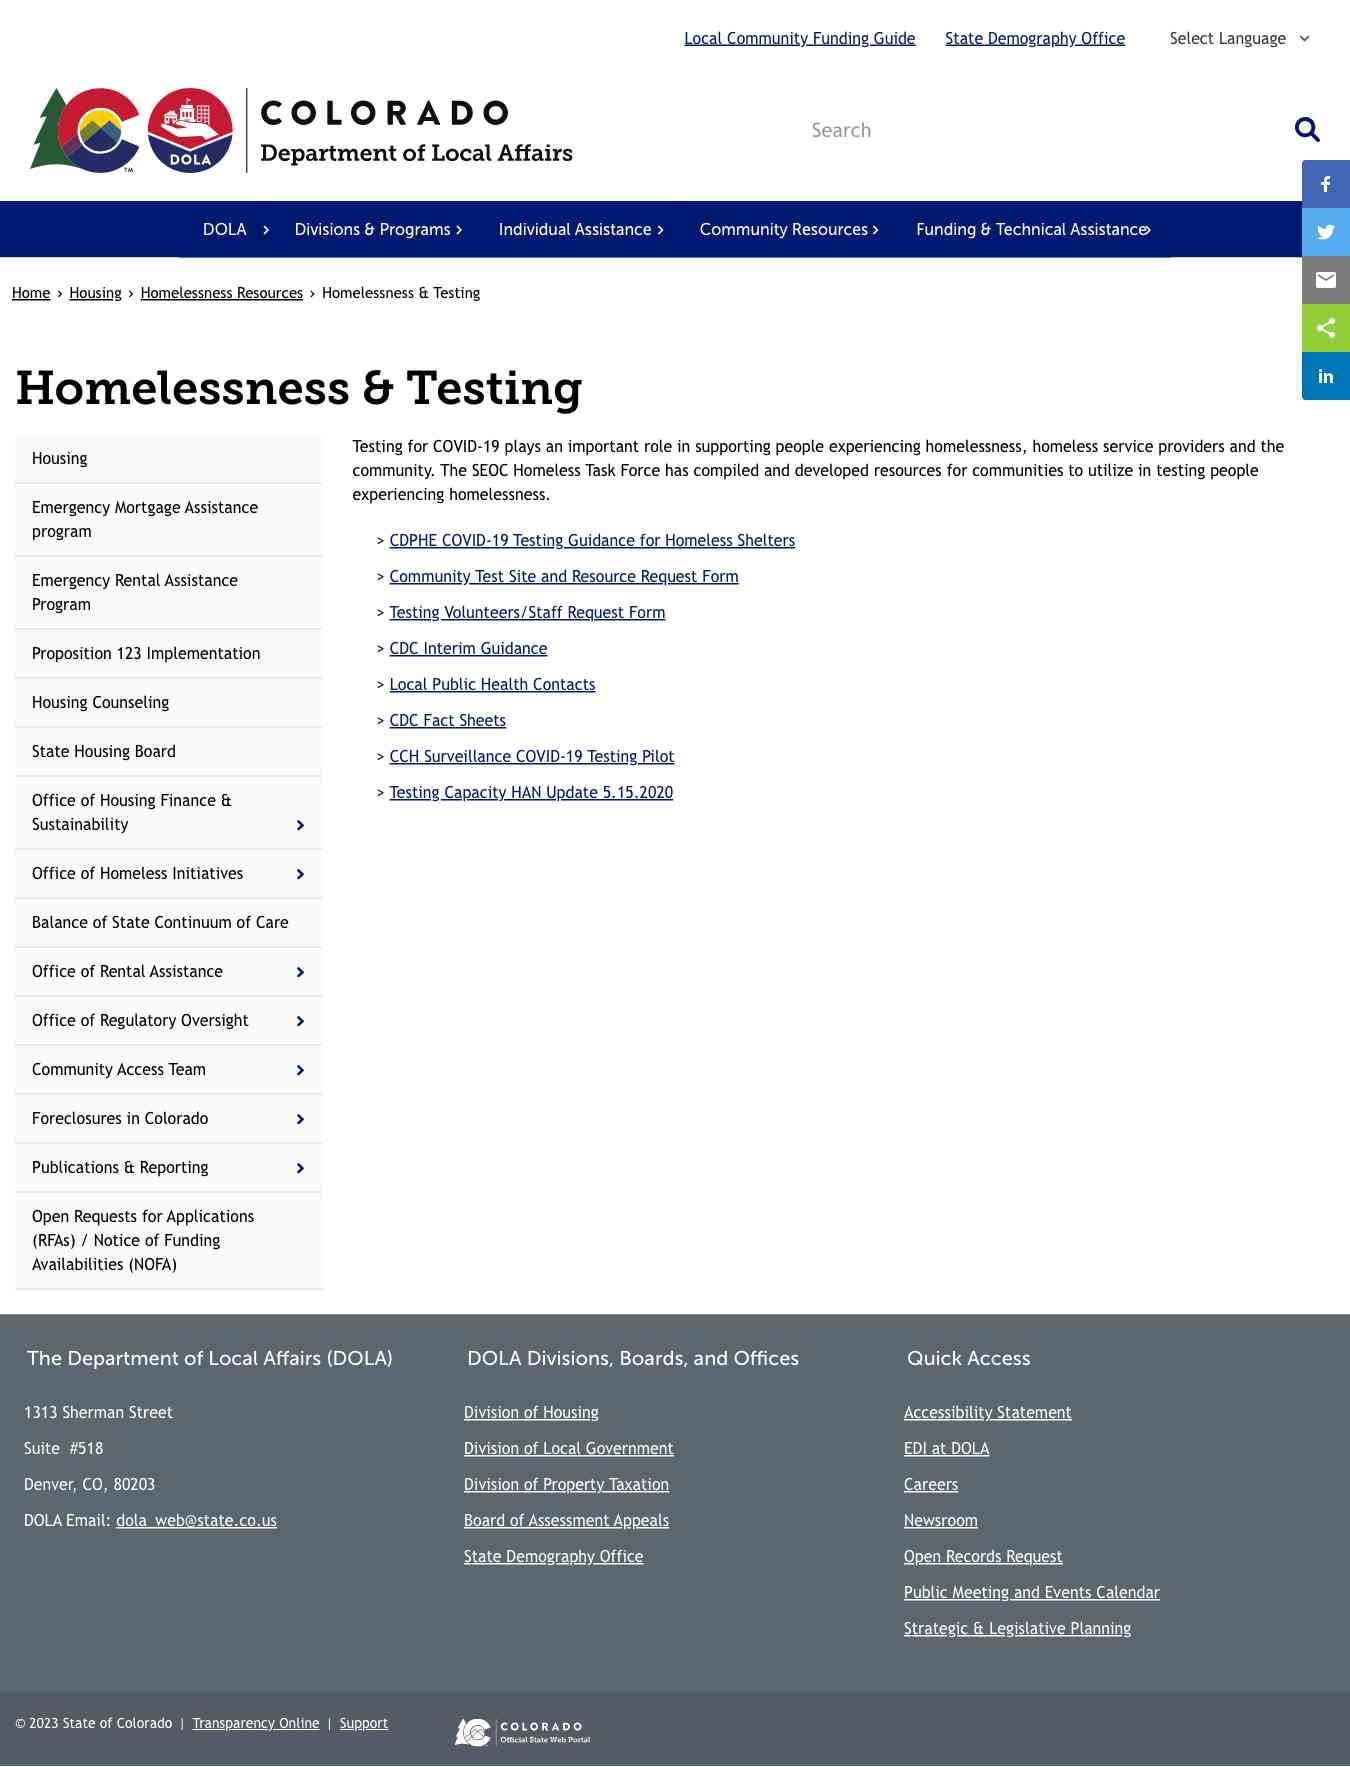 Local Community Funding Guide
State Demography Office
Select Language
TM
DOLA
COLORADO
Department of Local Affairs
Search
DOLA
Divisions & Programs
Individual Assistance
Community Resources
Funding & Technical Assistance
Home › Housing › Homelessness Resources › Homelessness & Testing
Homelessness & Testing
Housing
Emergency Mortgage Assistance
program
Emergency Rental Assistance
Program
Proposition 123 Implementation
Housing Counseling
State Housing Board
Office of Housing Finance &
Sustainability
Office of Homeless Initiatives
Balance of State Continuum of Care
Office of Rental Assistance
Office of Regulatory Oversight
Community Access Team
Foreclosures in Colorado
Publications & Reporting
Open Requests for Applications
(RFAs) / Notice of Funding
Availabilities (NOFA)
Testing for COVID-19 plays an important role in supporting people experiencing homelessness, homeless service providers and the
community. The SEOC Homeless Task Force has compiled and developed resources for communities to utilize in testing people
experiencing homelessness.
> CDPHE COVID-19 Testing Guidance for Homeless Shelters
> Community Test Site and Resource Request Form
> Testing Volunteers/Staff Request Form
> CDC Interim Guidance
> Local Public Health Contacts
> CDC Fact Sheets
> CCH Surveillance COVID-19 Testing Pilot
> Testing Capacity HAN Update 5.15.2020
The Department of Local Affairs (DOLA)
1313 Sherman Street
Suite #518
Denver, CO, 80203
DOLA Email: dola_web@state.co.us
DOLA Divisions, Boards, and Offices
Division of Housing
Division of Local Government
Division of Property Taxation
Board of Assessment Appeals
State Demography Office
Quick Access
Accessibility Statement
EDI at DOLA
Careers
Newsroom
Open Records Request
Public Meeting and Events Calendar
Strategic & Legislative Planning
© 2023 State of Colorado | Transparency Online | Support
COLORADO
Official State Web Portal